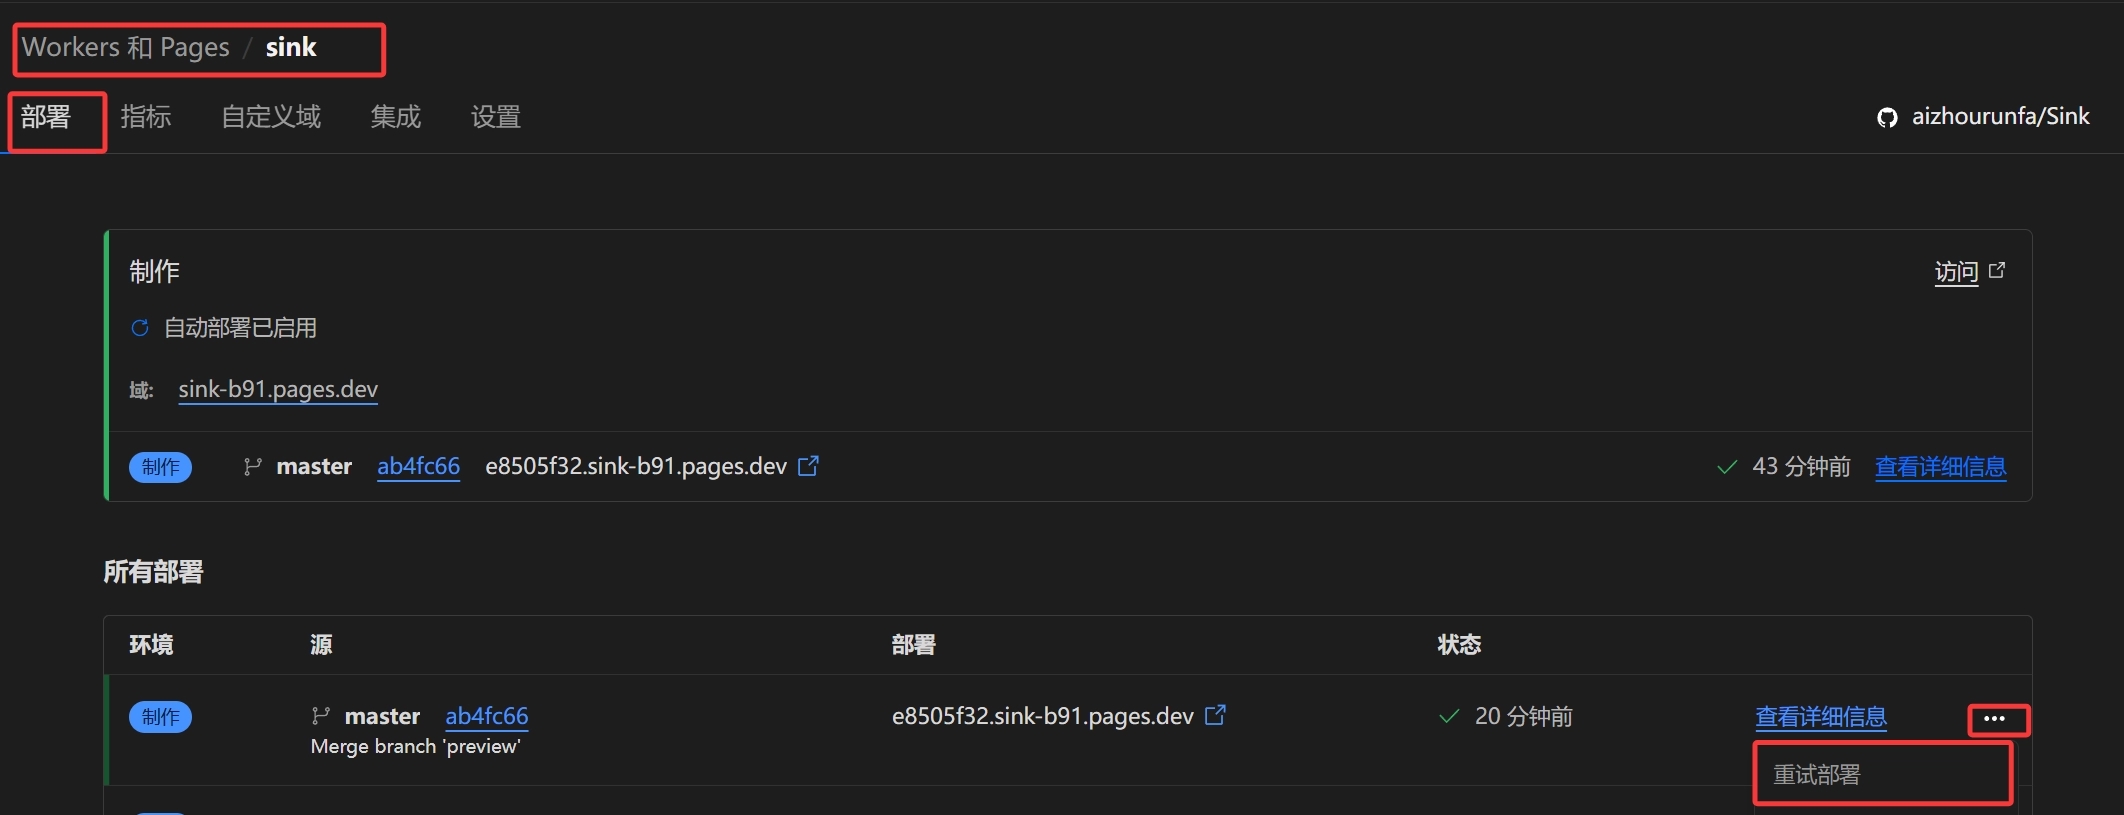 Workers 和 Pages / sink
部署 指标 自定义域 集成 设置 aizhourunfa/Sink
制作 访问
自动部署已启用
域: sink-b91.pages.dev
制作 master ab4fc66 e8505f32.sink-b91.pages.dev 43 分钟前 查看详细信息
所有部署
环境 源 部署 状态
制作 master ab4fc66 e8505f32.sink-b91.pages.dev 20 分钟前 查看详细信息 •••
Merge branch 'preview'
重试部署